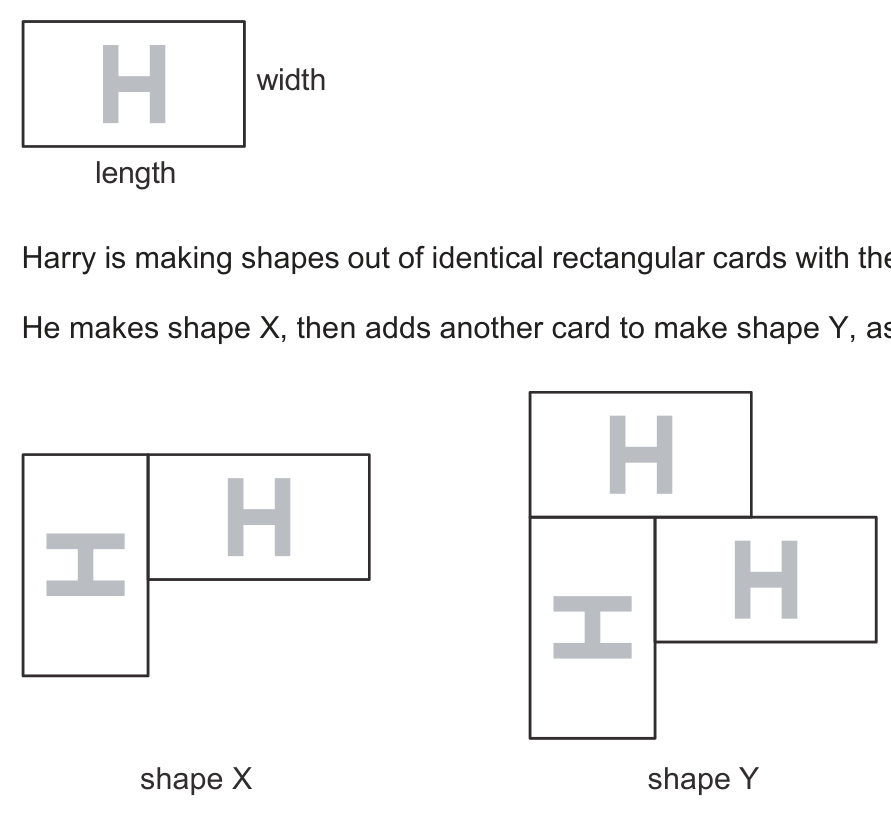 H
width
length
Harry is making shapes out of identical rectangular cards with the
He makes shape X, then adds another card to make shape Y, as
H
H
H
H
H
shape X
shape Y